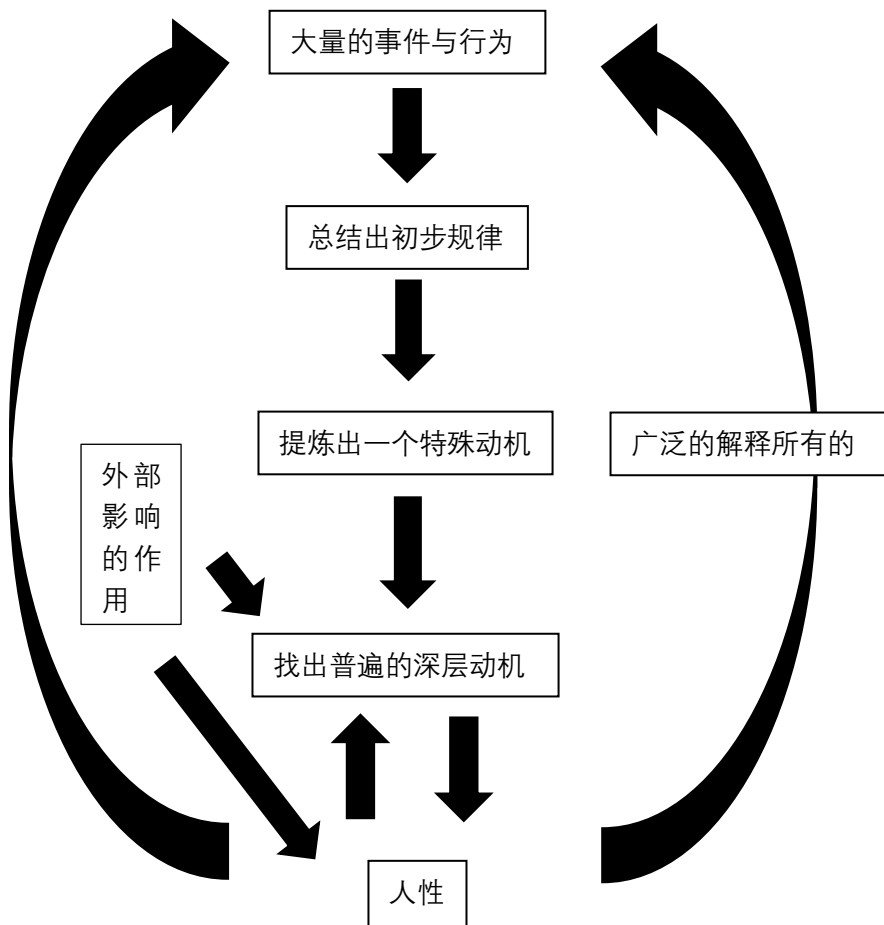 大量的事件与行为
总结出初步规律
提炼出一个特殊动机
广泛的解释所有的
外部
影响
的作
用
找出普遍的深层动机
人性